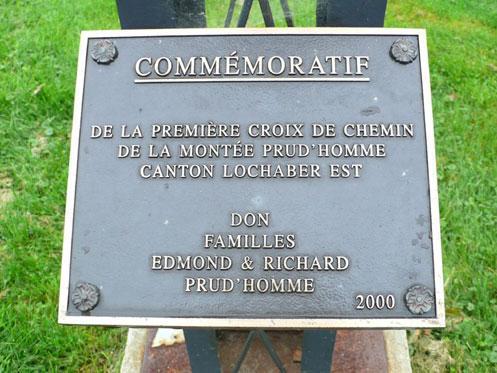 COMMÉMORATIF
DE LA PREMIÈRE CROIX DE CHEMIN
DE LA MONTÉE PRUD'HOMME
CANTON LOCHABER EST
DON
FAMILLES
EDMOND & RICHARD
PRUD'HOMME
2000